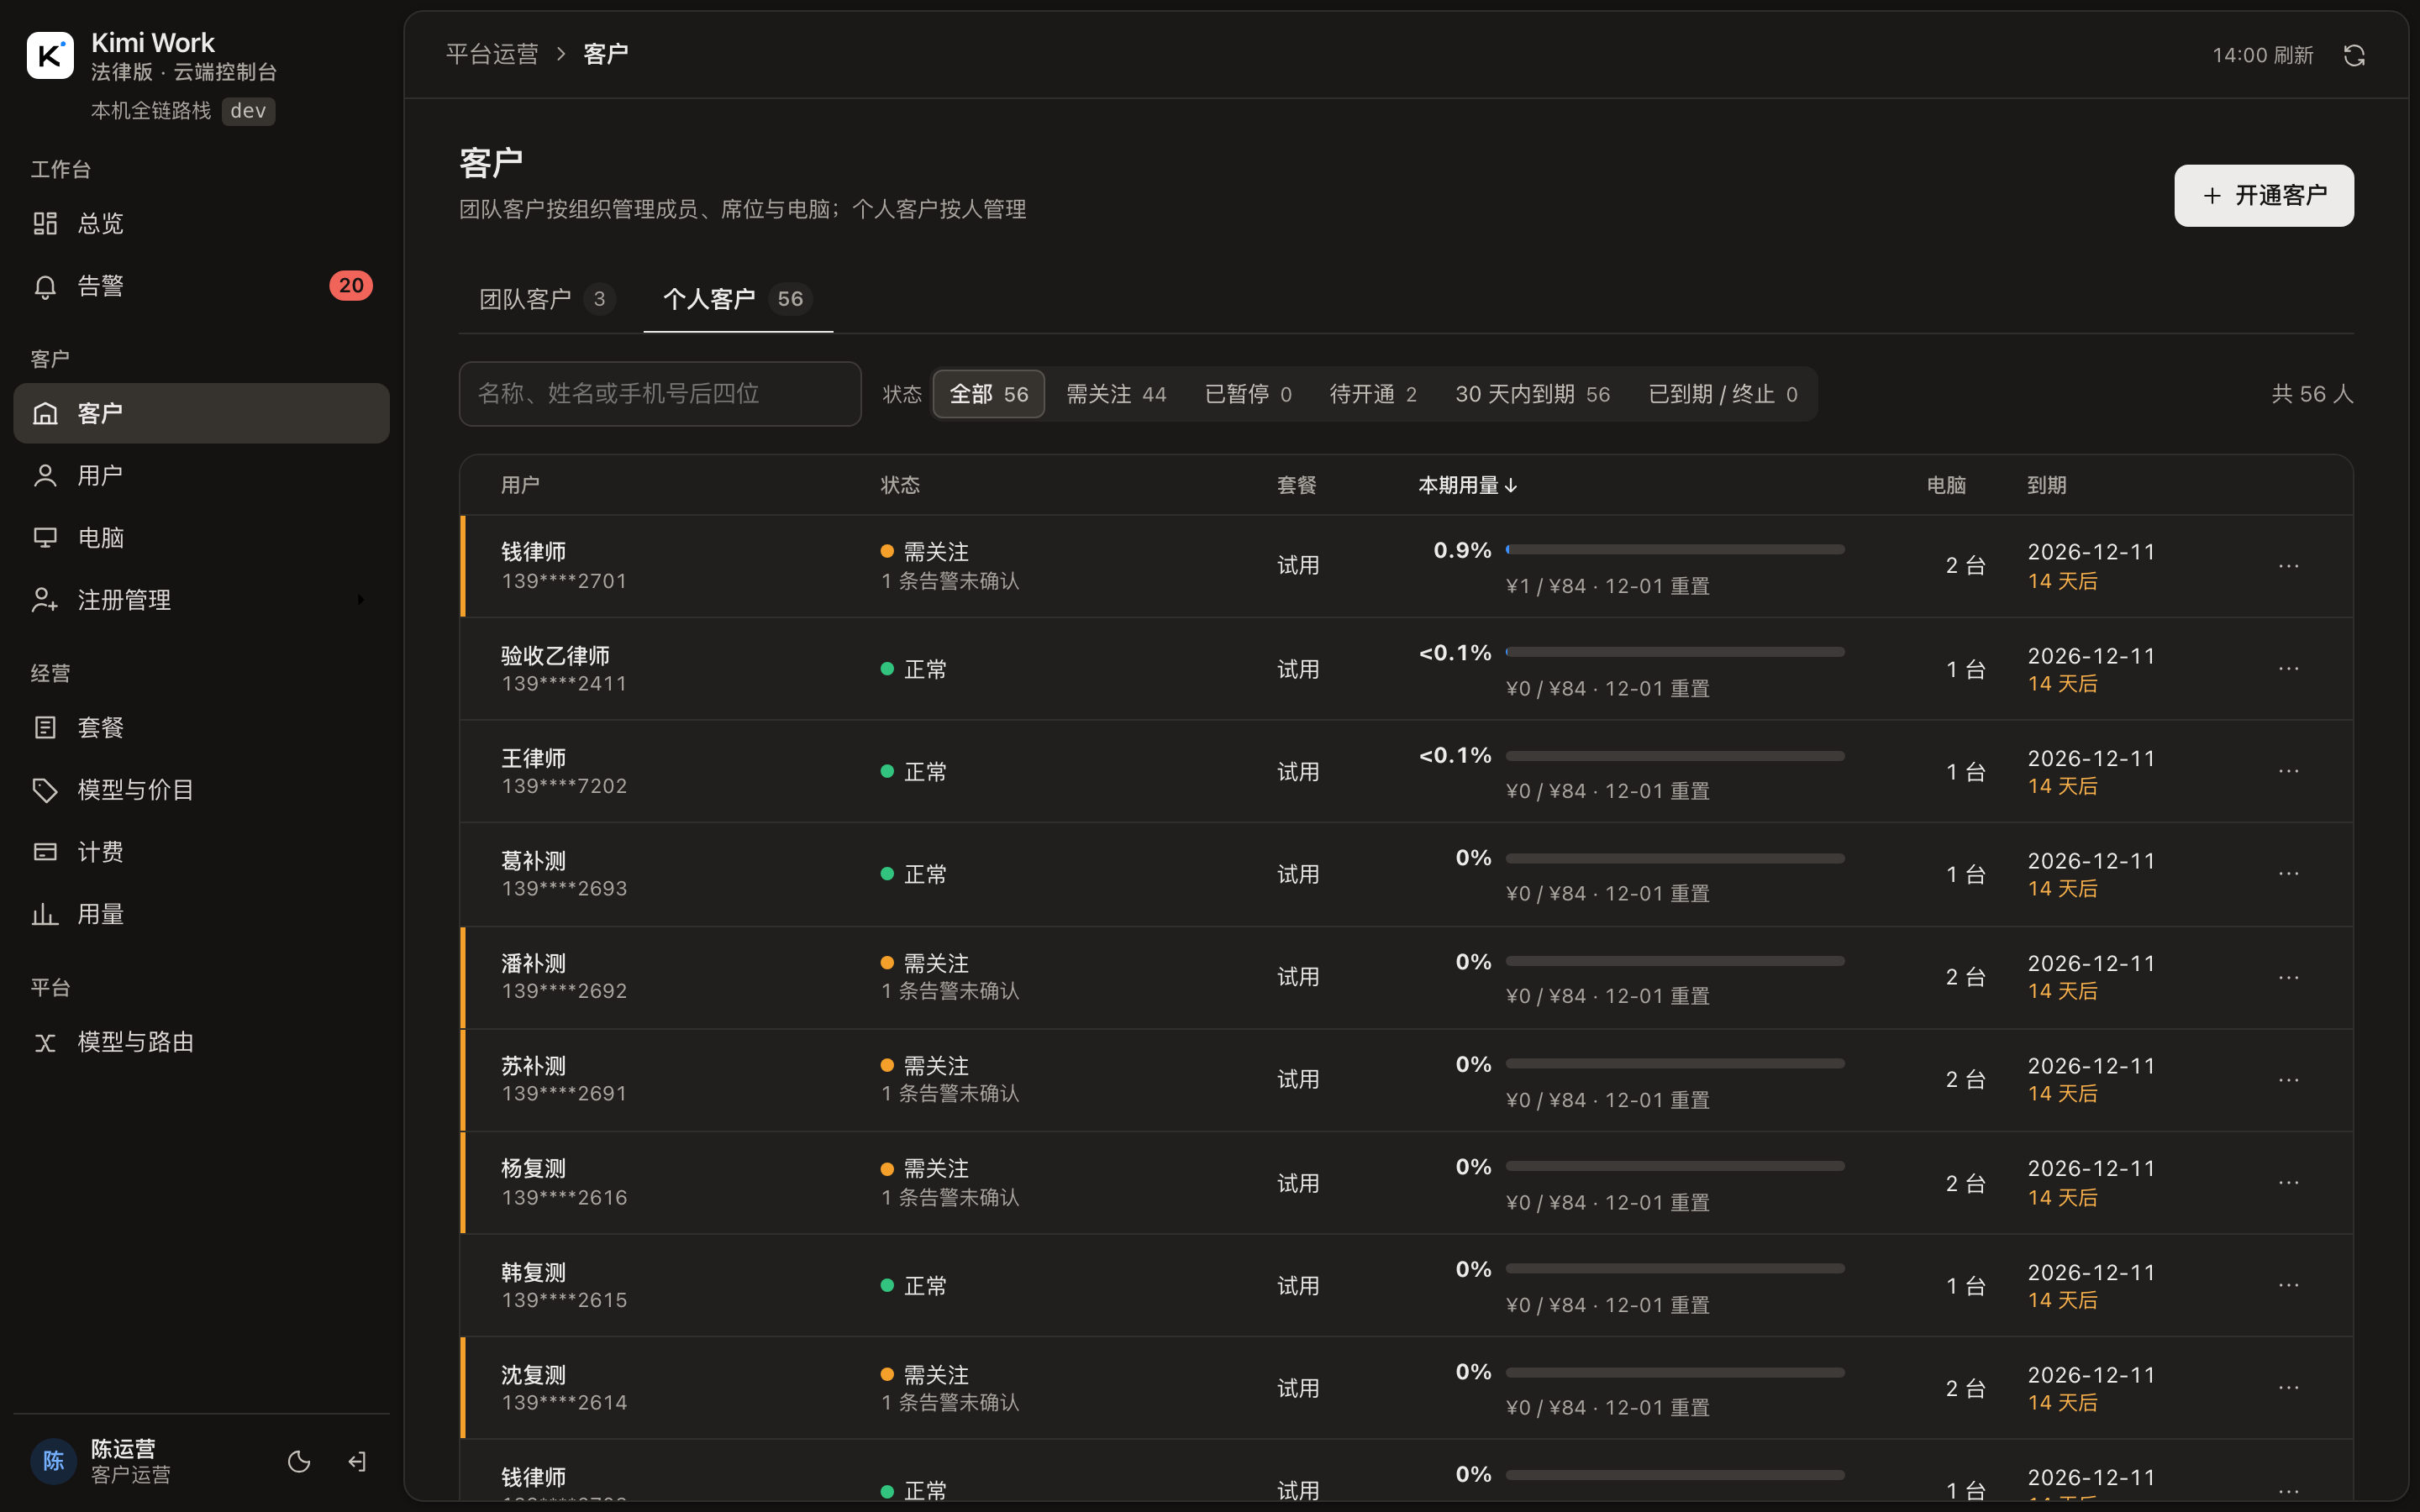 Kimi Work
法律版 · 云端控制台
本机全链路栈 dev
工作台
总览
告警 20
客户
客户
用户
电脑
注册管理
经营
套餐
模型与价目
计费
用量
平台
模型与路由
陈 陈运营
客户运营
平台运营 > 客户
14:00 刷新
客户
团队客户按组织管理成员、席位与电脑；个人客户按人管理
+ 开通客户
团队客户 3 个人客户 56
名称、姓名或手机号后四位
状态 全部 56 需关注 44 已暂停 0 待开通 2 30 天内到期 56 已到期 / 终止 0
共 56 人
用户 状态 套餐 本期用量 ↓ 电脑 到期
钱律师 需关注 试用 0.9% 2 台 2026-12-11 ...
139****2701 1 条告警未确认 ¥1 / ¥84 · 12-01 重置 14 天后
验收乙律师 正常 试用 <0.1% 1 台 2026-12-11 ...
139****2411 ¥0 / ¥84 · 12-01 重置 14 天后
王律师 正常 试用 <0.1% 1 台 2026-12-11 ...
139****7202 ¥0 / ¥84 · 12-01 重置 14 天后
葛补测 正常 试用 0% 1 台 2026-12-11 ...
139****2693 ¥0 / ¥84 · 12-01 重置 14 天后
潘补测 需关注 试用 0% 2 台 2026-12-11 ...
139****2692 1 条告警未确认 ¥0 / ¥84 · 12-01 重置 14 天后
苏补测 需关注 试用 0% 2 台 2026-12-11 ...
139****2691 1 条告警未确认 ¥0 / ¥84 · 12-01 重置 14 天后
杨复测 需关注 试用 0% 2 台 2026-12-11 ...
139****2616 1 条告警未确认 ¥0 / ¥84 · 12-01 重置 14 天后
韩复测 正常 试用 0% 1 台 2026-12-11 ...
139****2615 ¥0 / ¥84 · 12-01 重置 14 天后
沈复测 需关注 试用 0% 2 台 2026-12-11 ...
139****2614 1 条告警未确认 ¥0 / ¥84 · 12-01 重置 14 天后
钱律师 正常 试用 0% 1 台 2026-12-11 ...